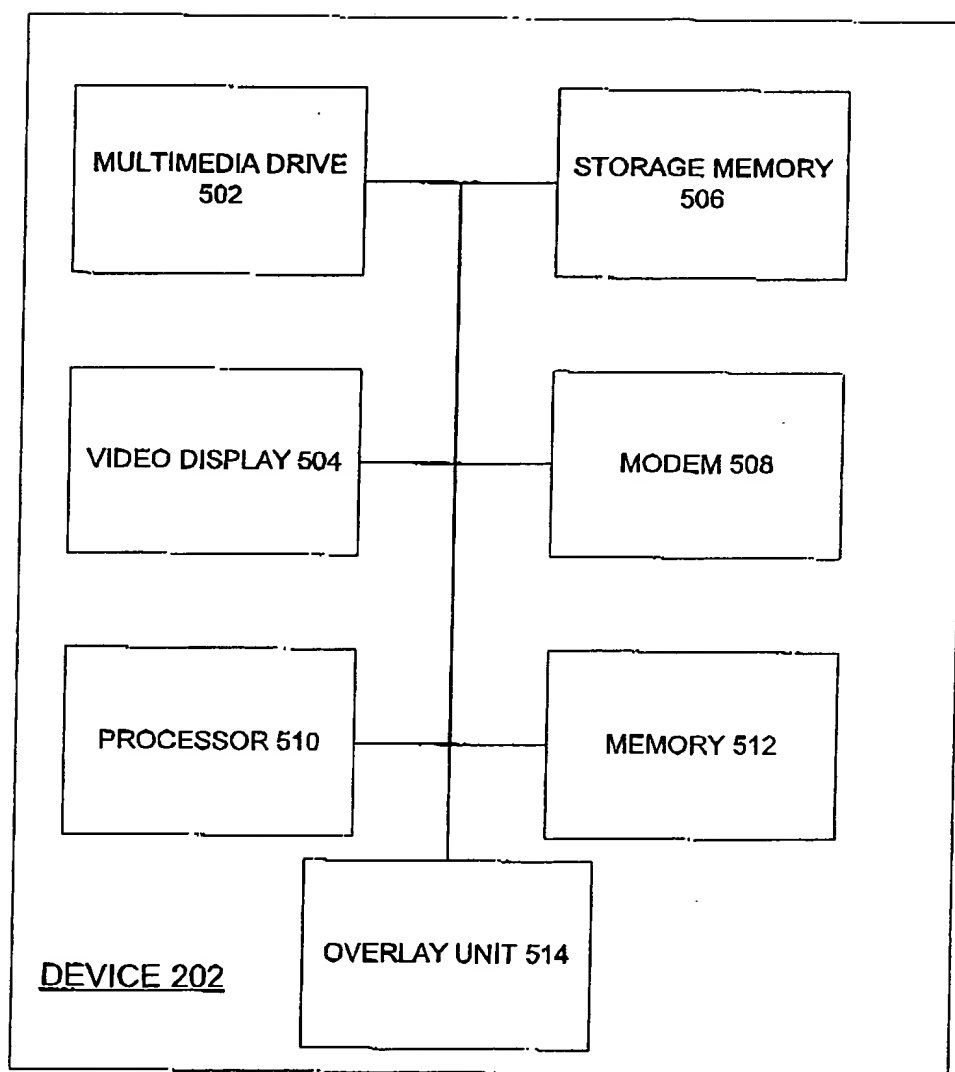 MULTIMEDIA DRIVE
502
STORAGE MEMORY
506
VIDEO DISPLAY 504
MODEM 508
PROCESSOR 510
MEMORY 512
OVERLAY UNIT 514
DEVICE 202